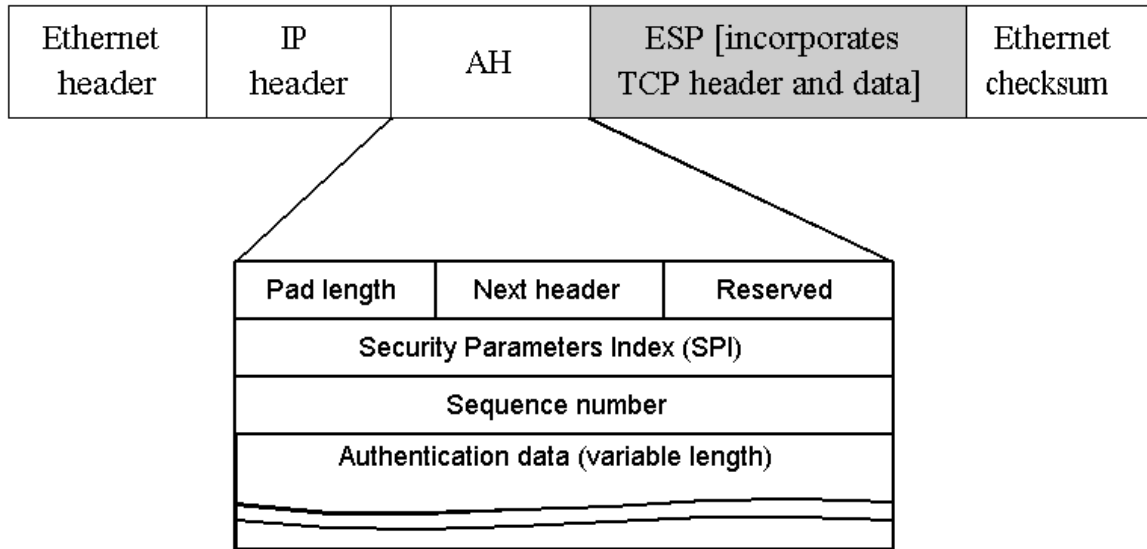 Ethernet header
IP header
AH
ESP [incorporates TCP header and data]
Ethernet checksum
Pad length
Next header
Reserved
Security Parameters Index (SPI)
Sequence number
Authentication data (variable length)